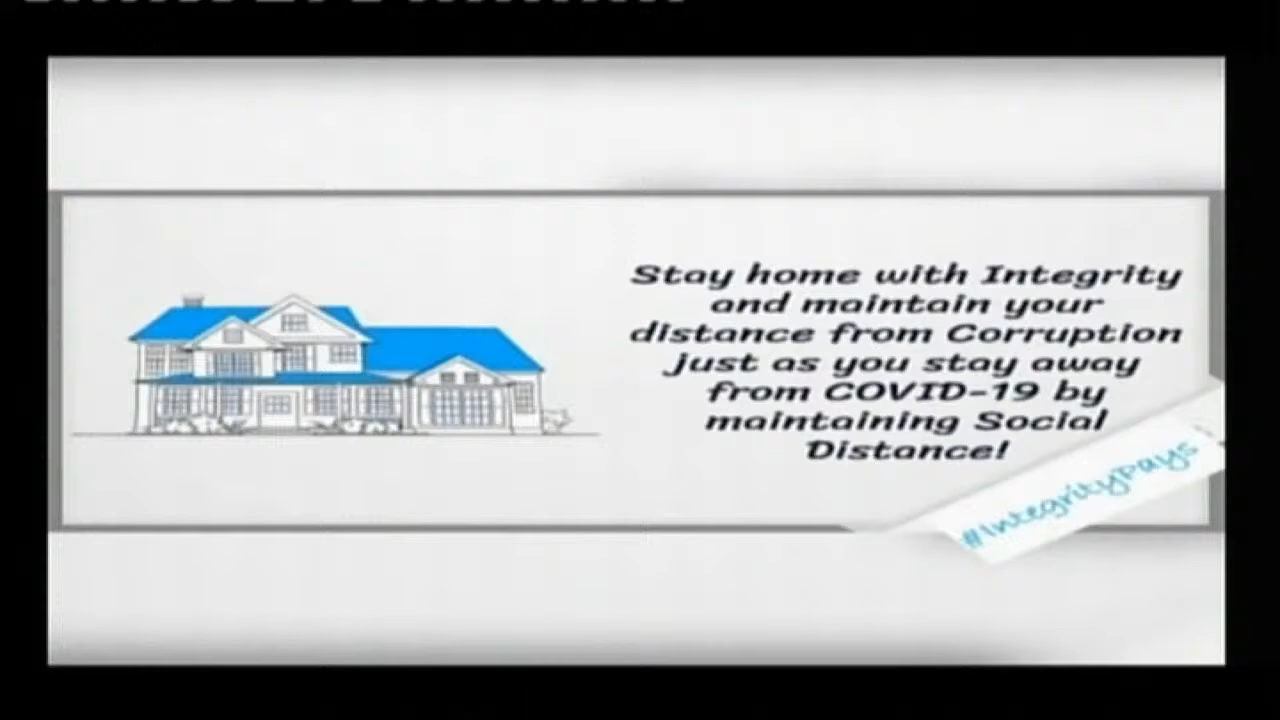 Stay home with Integrity
and maintain your
distance from Corruption
just as you stay away
from COVID-19 by
maintaining Social
Distance!
#IntegrityPays